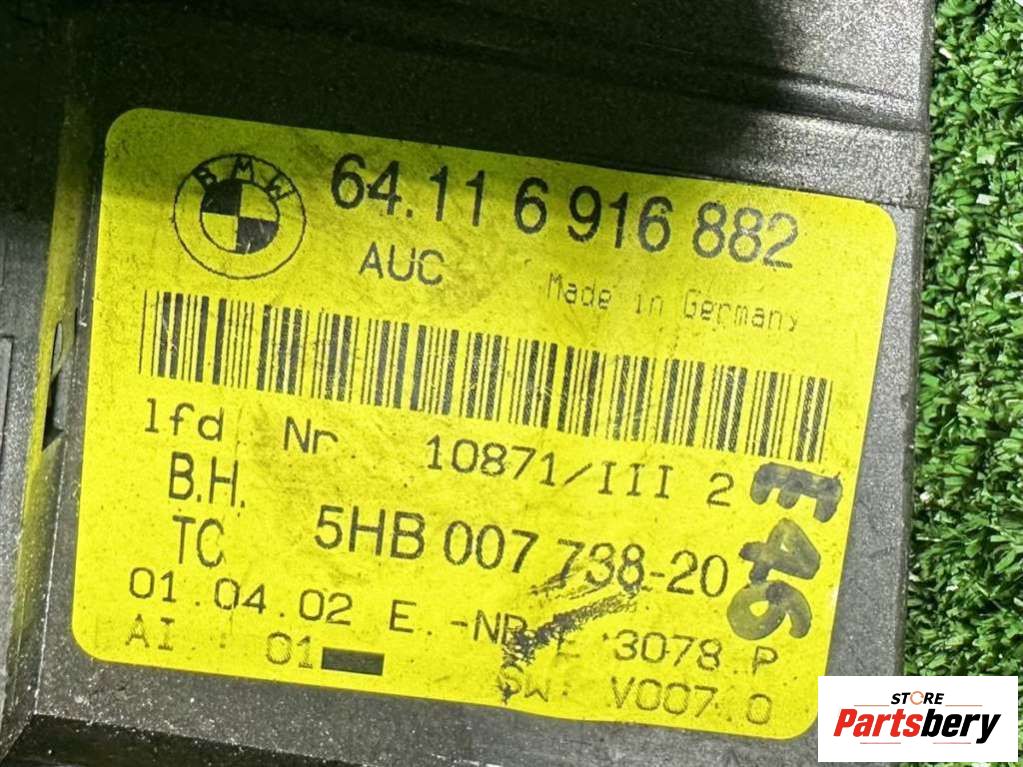 BMW
64.11 6 916 882
AUC
Made in Germany
lfd. Nr. 10871/III 2
B.H.
TC 5HB 007 738-20
E46
01.04.02 E.-NR 3078 P
AI : 01
SW: V007.0
STORE
Partsbery